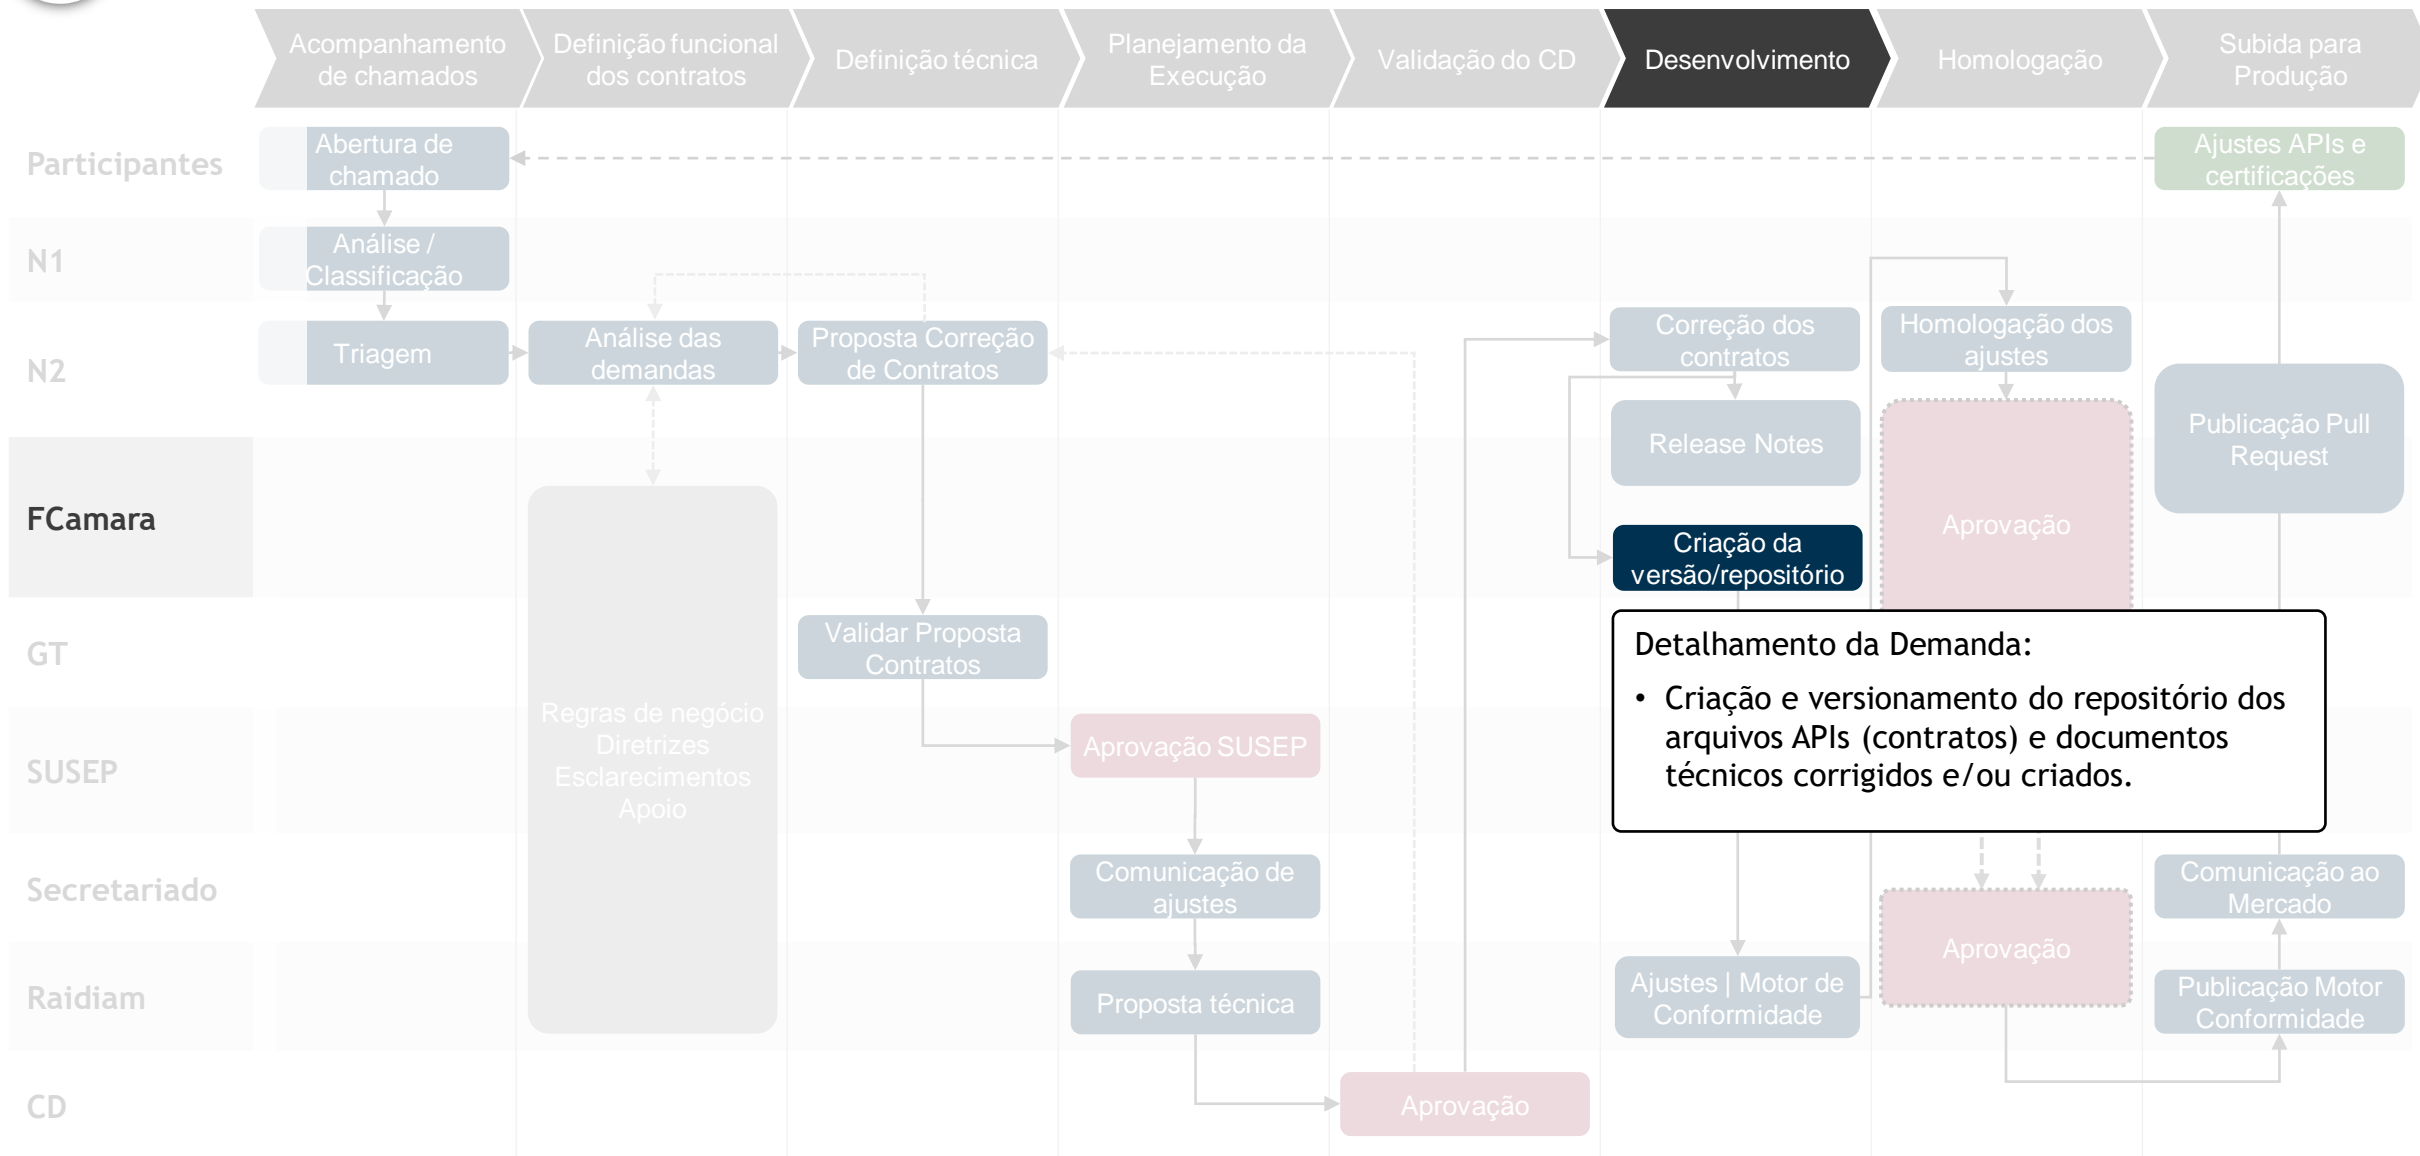 Acompanhamento
de chamados
Definição funcional
dos contratos
Definição técnica
Planejamento da
Execução
Validação do CD
Desenvolvimento
Homologação
Subida para
Produção
Participantes
Abertura de
chamado
Ajustes APIs e
certificações
N1
Análise /
Classificação
N2
Triagem
Análise das
demandas
Proposta Correção
de Contratos
Correção dos
contratos
Homologação dos
ajustes
Release Notes
Publicação Pull
Request
FCamara
Criação da
versão/repositório
Aprovação
GT
Validar Proposta
Contratos
Detalhamento da Demanda:
• Criação e versionamento do repositório dos
arquivos APIs (contratos) e documentos
técnicos corrigidos e/ou criados.
Regras de negócio
Diretrizes
Esclarecimentos
Apoio
SUSEP
Aprovação SUSEP
Secretariado
Comunicação de
ajustes
Comunicação ao
Mercado
Raidiam
Proposta técnica
Ajustes | Motor de
Conformidade
Aprovação
Publicação Motor
Conformidade
CD
Aprovação